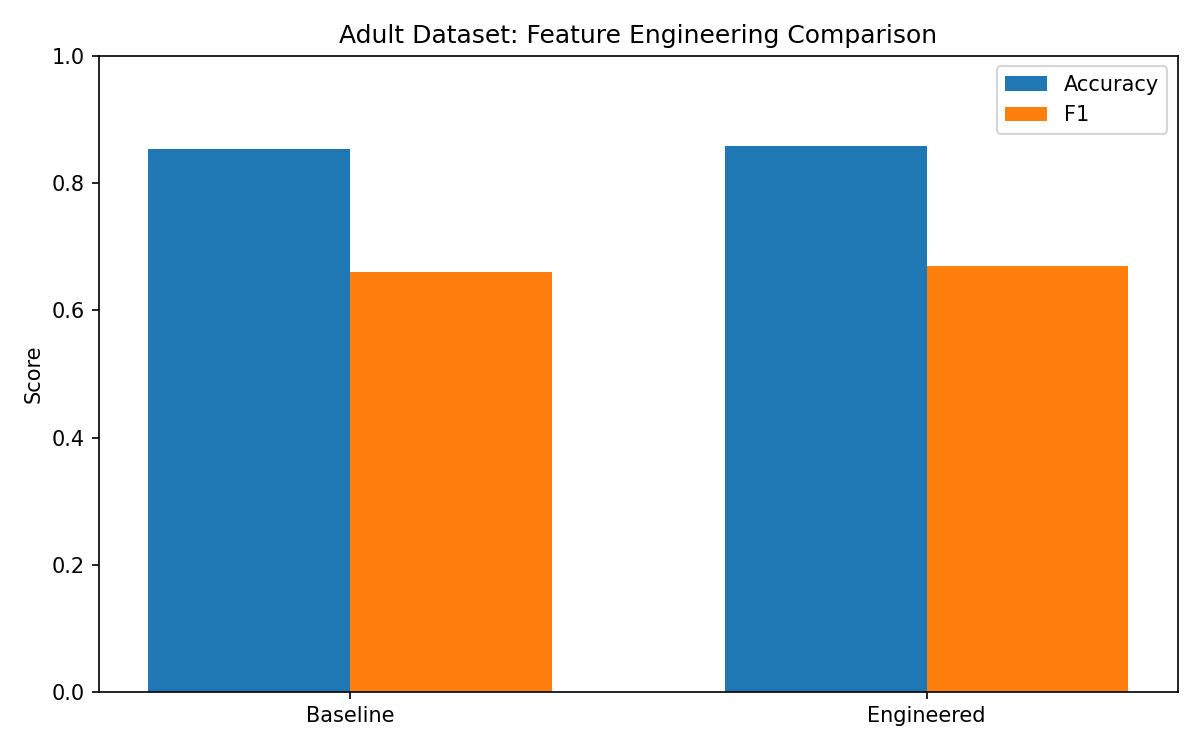 Adult Dataset: Feature Engineering Comparison
Accuracy
F1
Score
1.0
0.8
0.6
0.4
0.2
0.0
Baseline
Engineered